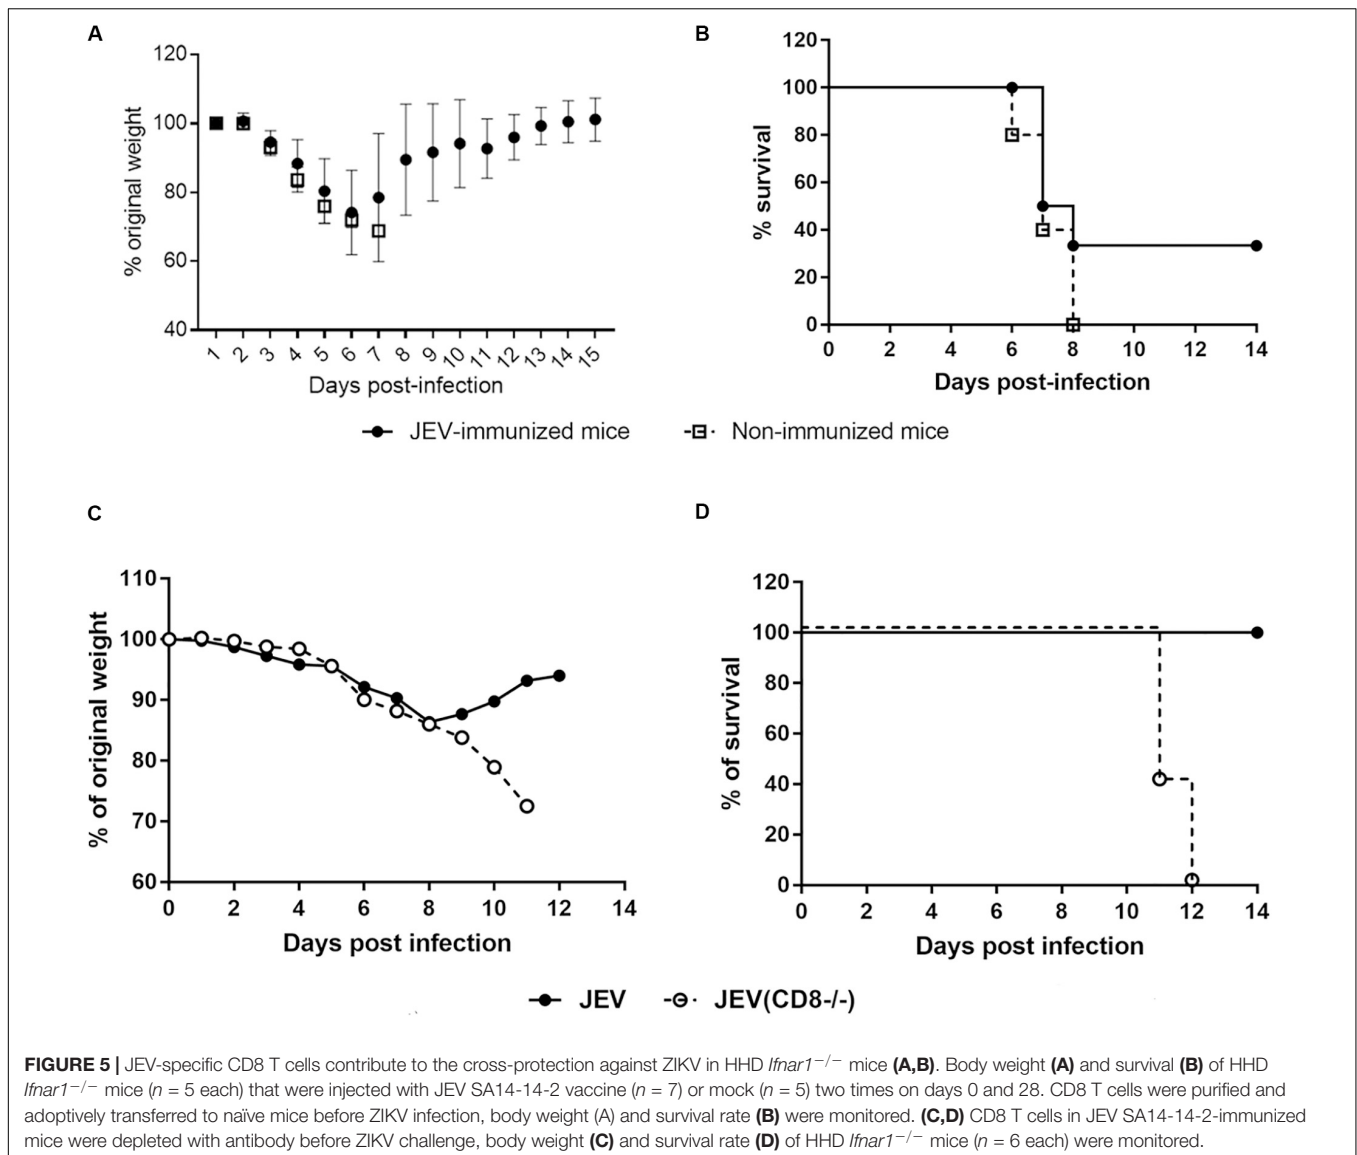 A
120
100
80
60
40
% original weight
1 2 3 4 5 6 7 8 9 10 11 12 13 14 15
Days post-infection
B
120
100
80
60
40
20
0
% survival
0 2 4 6 8 10 12 14
Days post-infection
JEV-immunized mice
Non-immunized mice
C
110
100
90
80
70
60
% of original weight
0 2 4 6 8 10 12 14
Days post infection
D
120
100
80
60
40
20
0
% of survival
0 2 4 6 8 10 12 14
Days post infection
JEV
JEV(CD8-/-)
FIGURE 5 | JEV-specific CD8 T cells contribute to the cross-protection against ZIKV in HHD Ifnar1−/− mice (A,B). Body weight (A) and survival (B) of HHD
Ifnar1−/− mice (n = 5 each) that were injected with JEV SA14-14-2 vaccine (n = 7) or mock (n = 5) two times on days 0 and 28. CD8 T cells were purified and
adoptively transferred to naïve mice before ZIKV infection, body weight (A) and survival rate (B) were monitored. (C,D) CD8 T cells in JEV SA14-14-2-immunized
mice were depleted with antibody before ZIKV challenge, body weight (C) and survival rate (D) of HHD Ifnar1−/− mice (n = 6 each) were monitored.